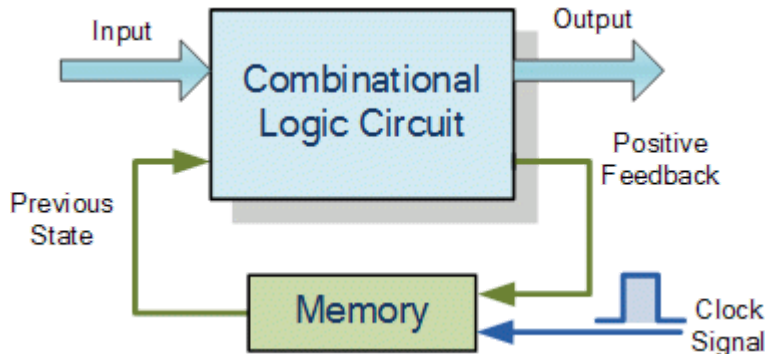 Input
Output
Combinational
Logic Circuit
Positive
Feedback
Previous
State
Memory
Clock
Signal